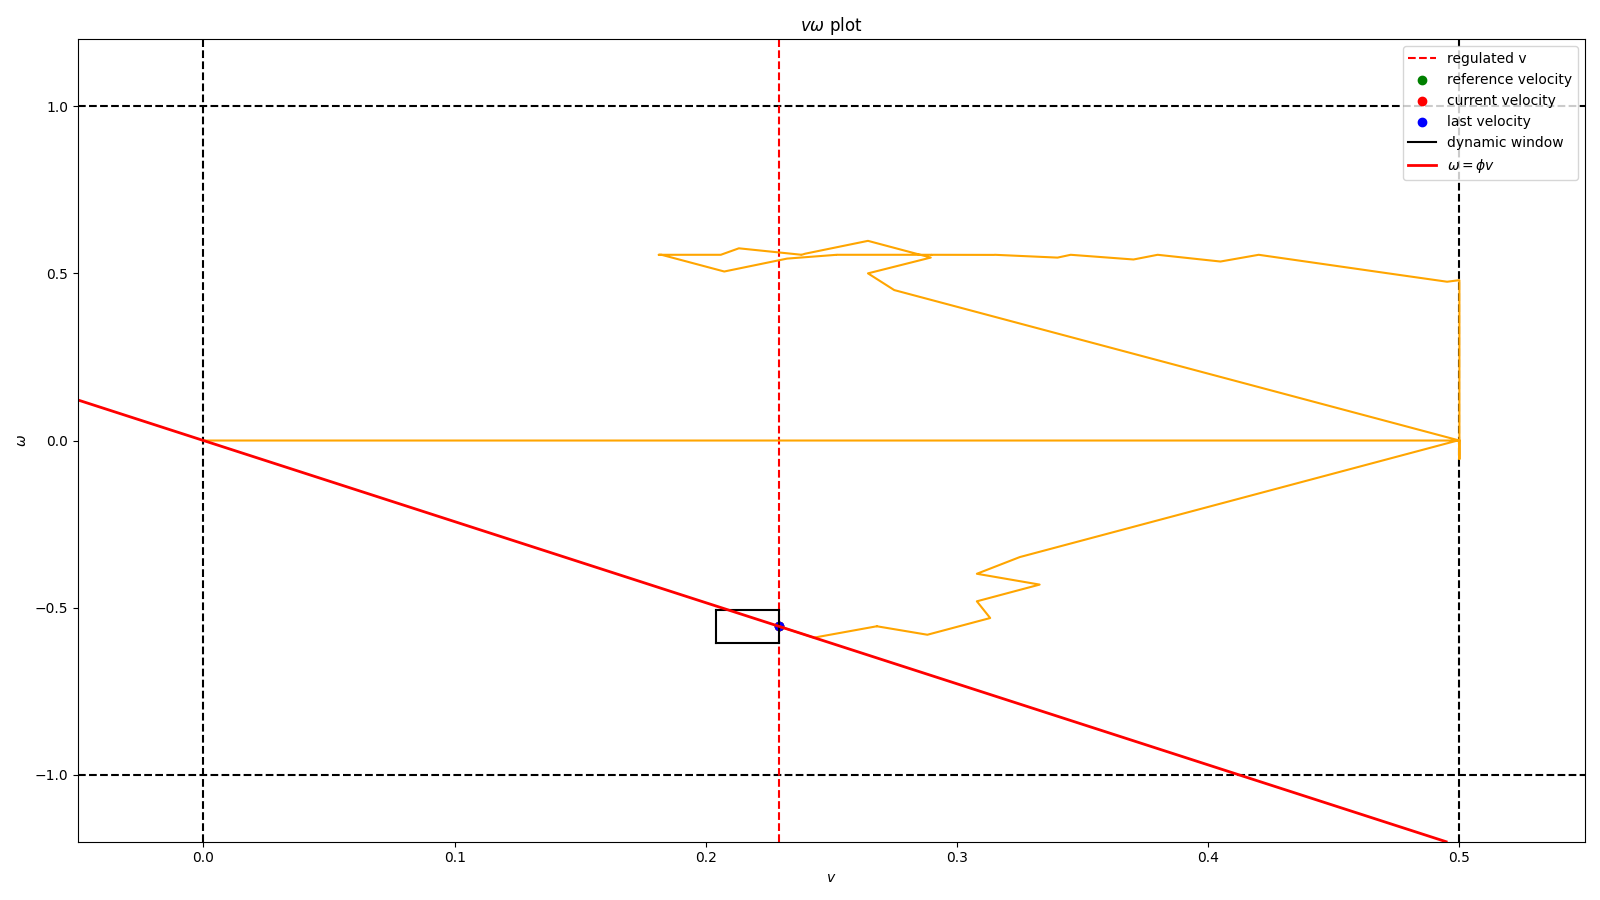 vω plot
regulated v
reference velocity
current velocity
last velocity
dynamic window
ω = ϕv
1.0
0.5
0.0
−0.5
−1.0
ω
0.0 0.1 0.2 0.3 0.4 0.5
v